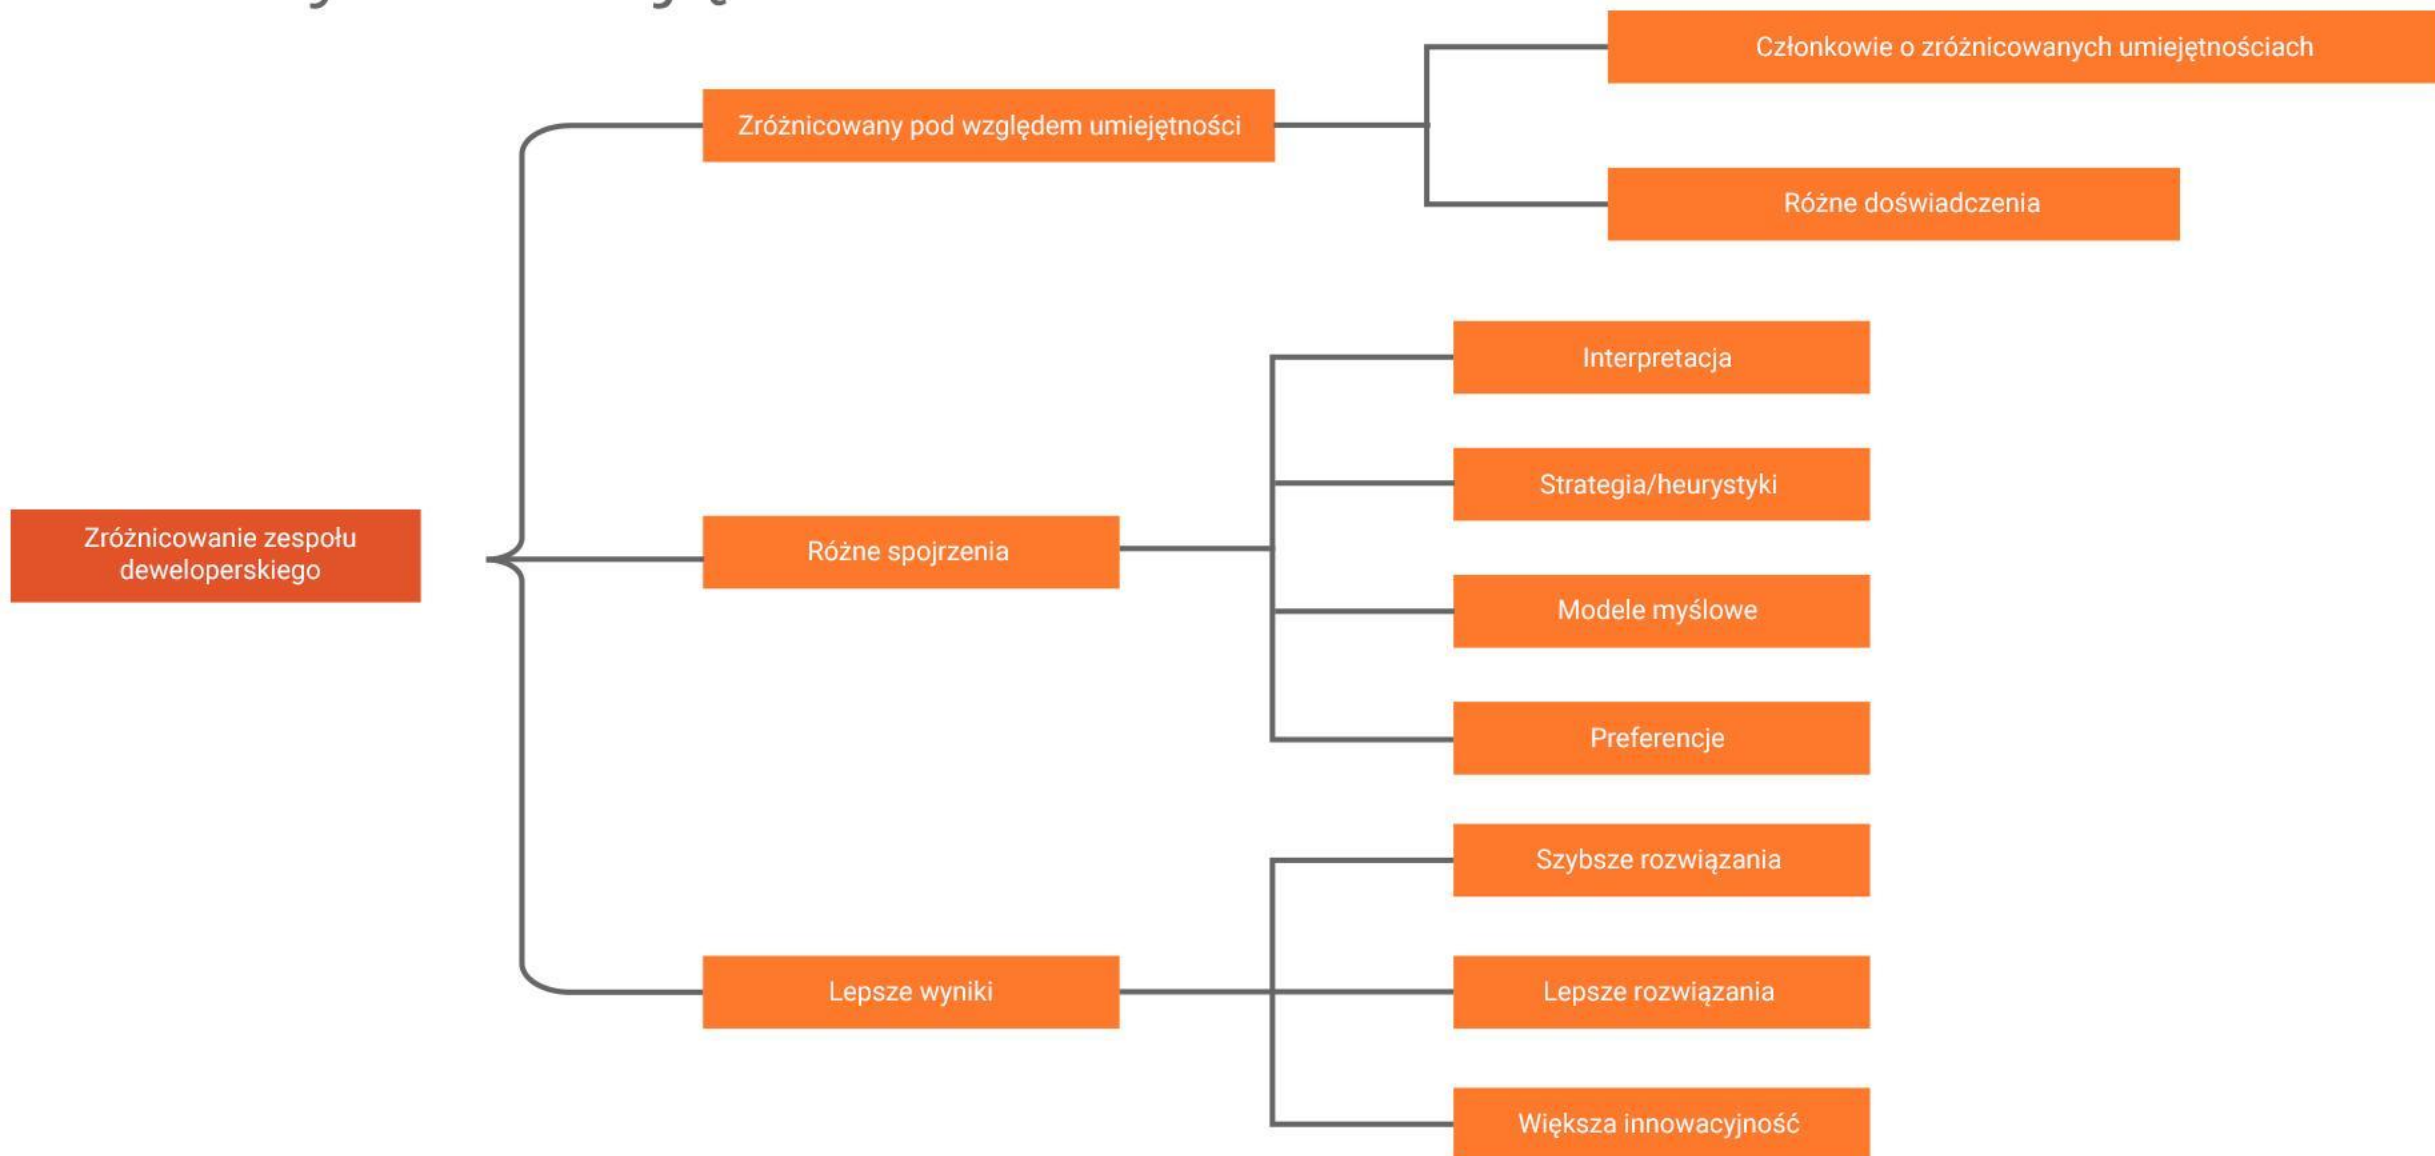 Członkowie o zróżnicowanych umiejętnościach
Zróżnicowany pod względem umiejętności
Różne doświadczenia
Interpretacja
Strategia/heurystyki
Zróżnicowanie zespołu
deweloperskiego
Różne spojrzenia
Modele myślowe
Preferencje
Szybsze rozwiązania
Lepsze wyniki
Lepsze rozwiązania
Większa innowacyjność